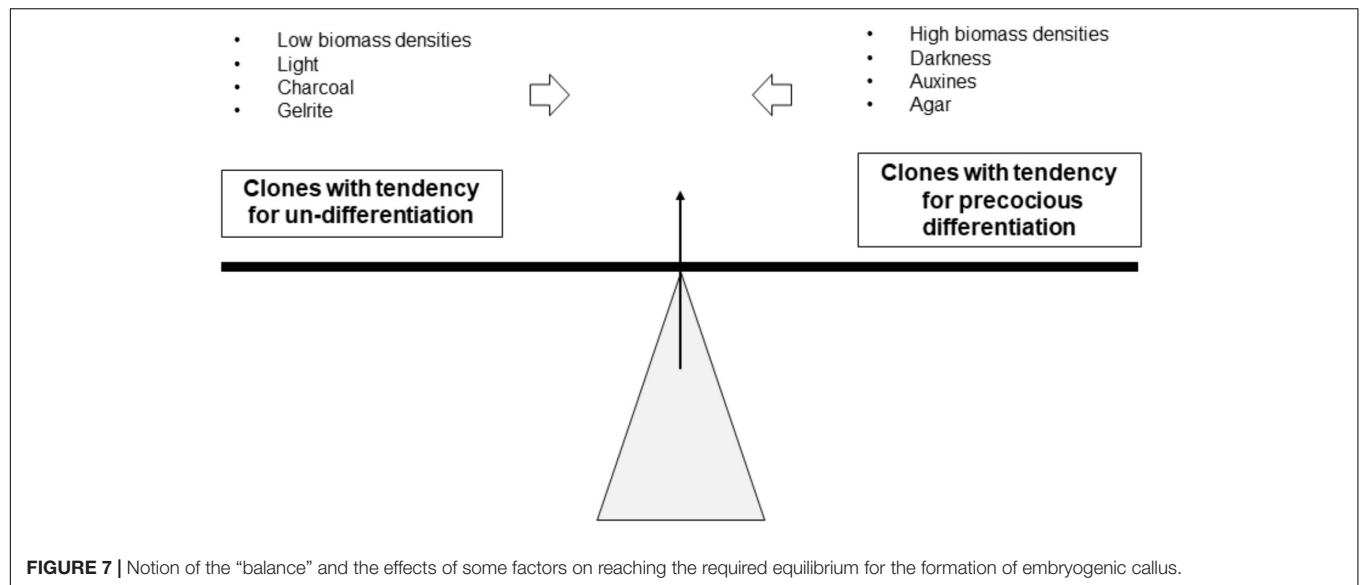 • Low biomass densities
• Light
• Charcoal
• Gelrite
• High biomass densities
• Darkness
• Auxines
• Agar
Clones with tendency
for un-differentiation
Clones with tendency
for precocious
differentiation
FIGURE 7 | Notion of the “balance” and the effects of some factors on reaching the required equilibrium for the formation of embryogenic callus.